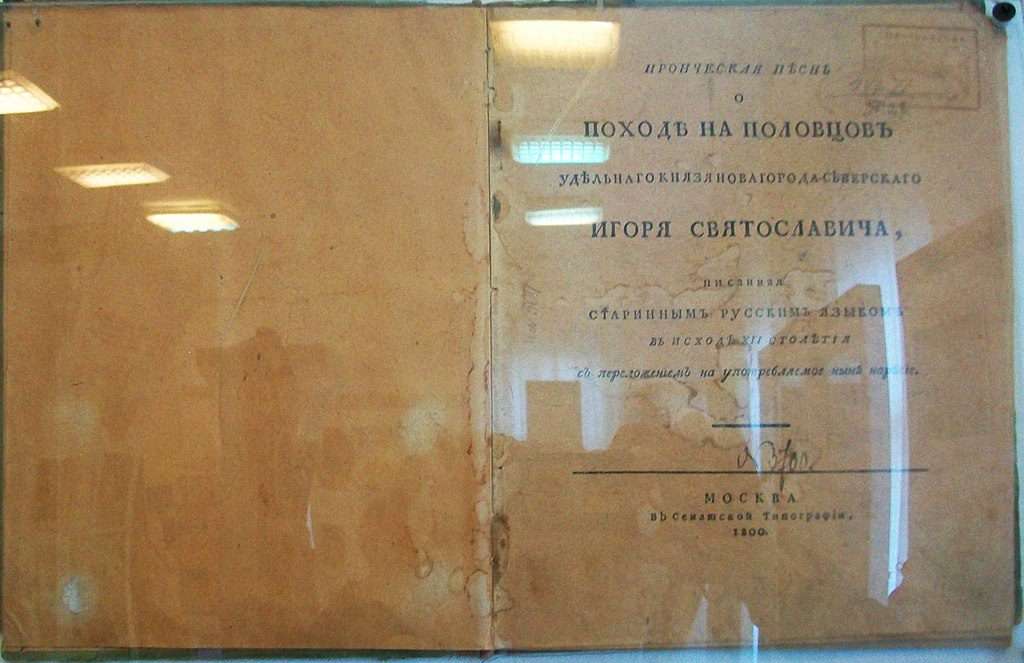 ИРОИЧЕСКАЯ ПѢСНЬ
О
ПОХОДѢ НА ПОЛОВЦОВЪ
УДѢЛЬНАГО КНЯЗЯ НОВАГОРОДА-СѢВЕРСКАГО
ИГОРЯ СВЯТОСЛАВИЧА,
писанная
СТАРИННЫМЪ РУССКИМЪ ЯЗЫКОМЪ
ВЪ ИСХОДѢ XII СТОЛѢТІЯ
съ переложеніемъ на употребляемое нынѣ нарѣчіе.
МОСКВА
Въ Сенатской Типографіи,
1800.